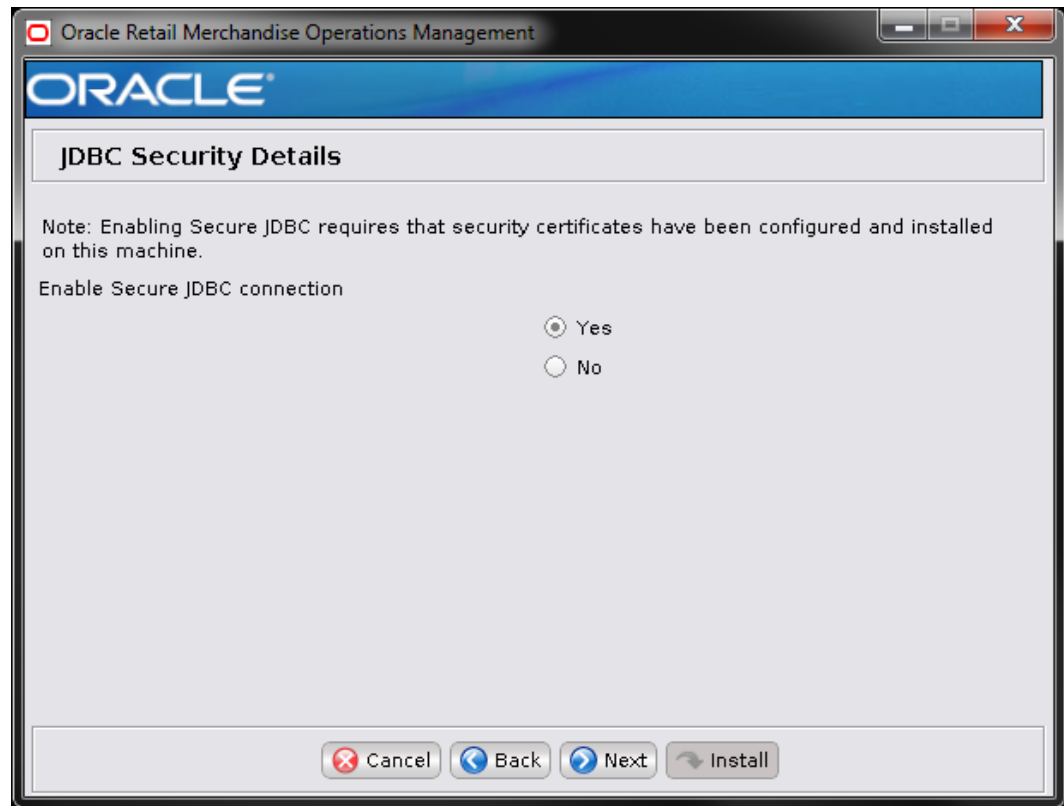 Oracle Retail Merchandise Operations Management
ORACLE®
JDBC Security Details
Note: Enabling Secure JDBC requires that security certificates have been configured and installed
on this machine.
Enable Secure JDBC connection
Yes
No
Cancel Back Next Install